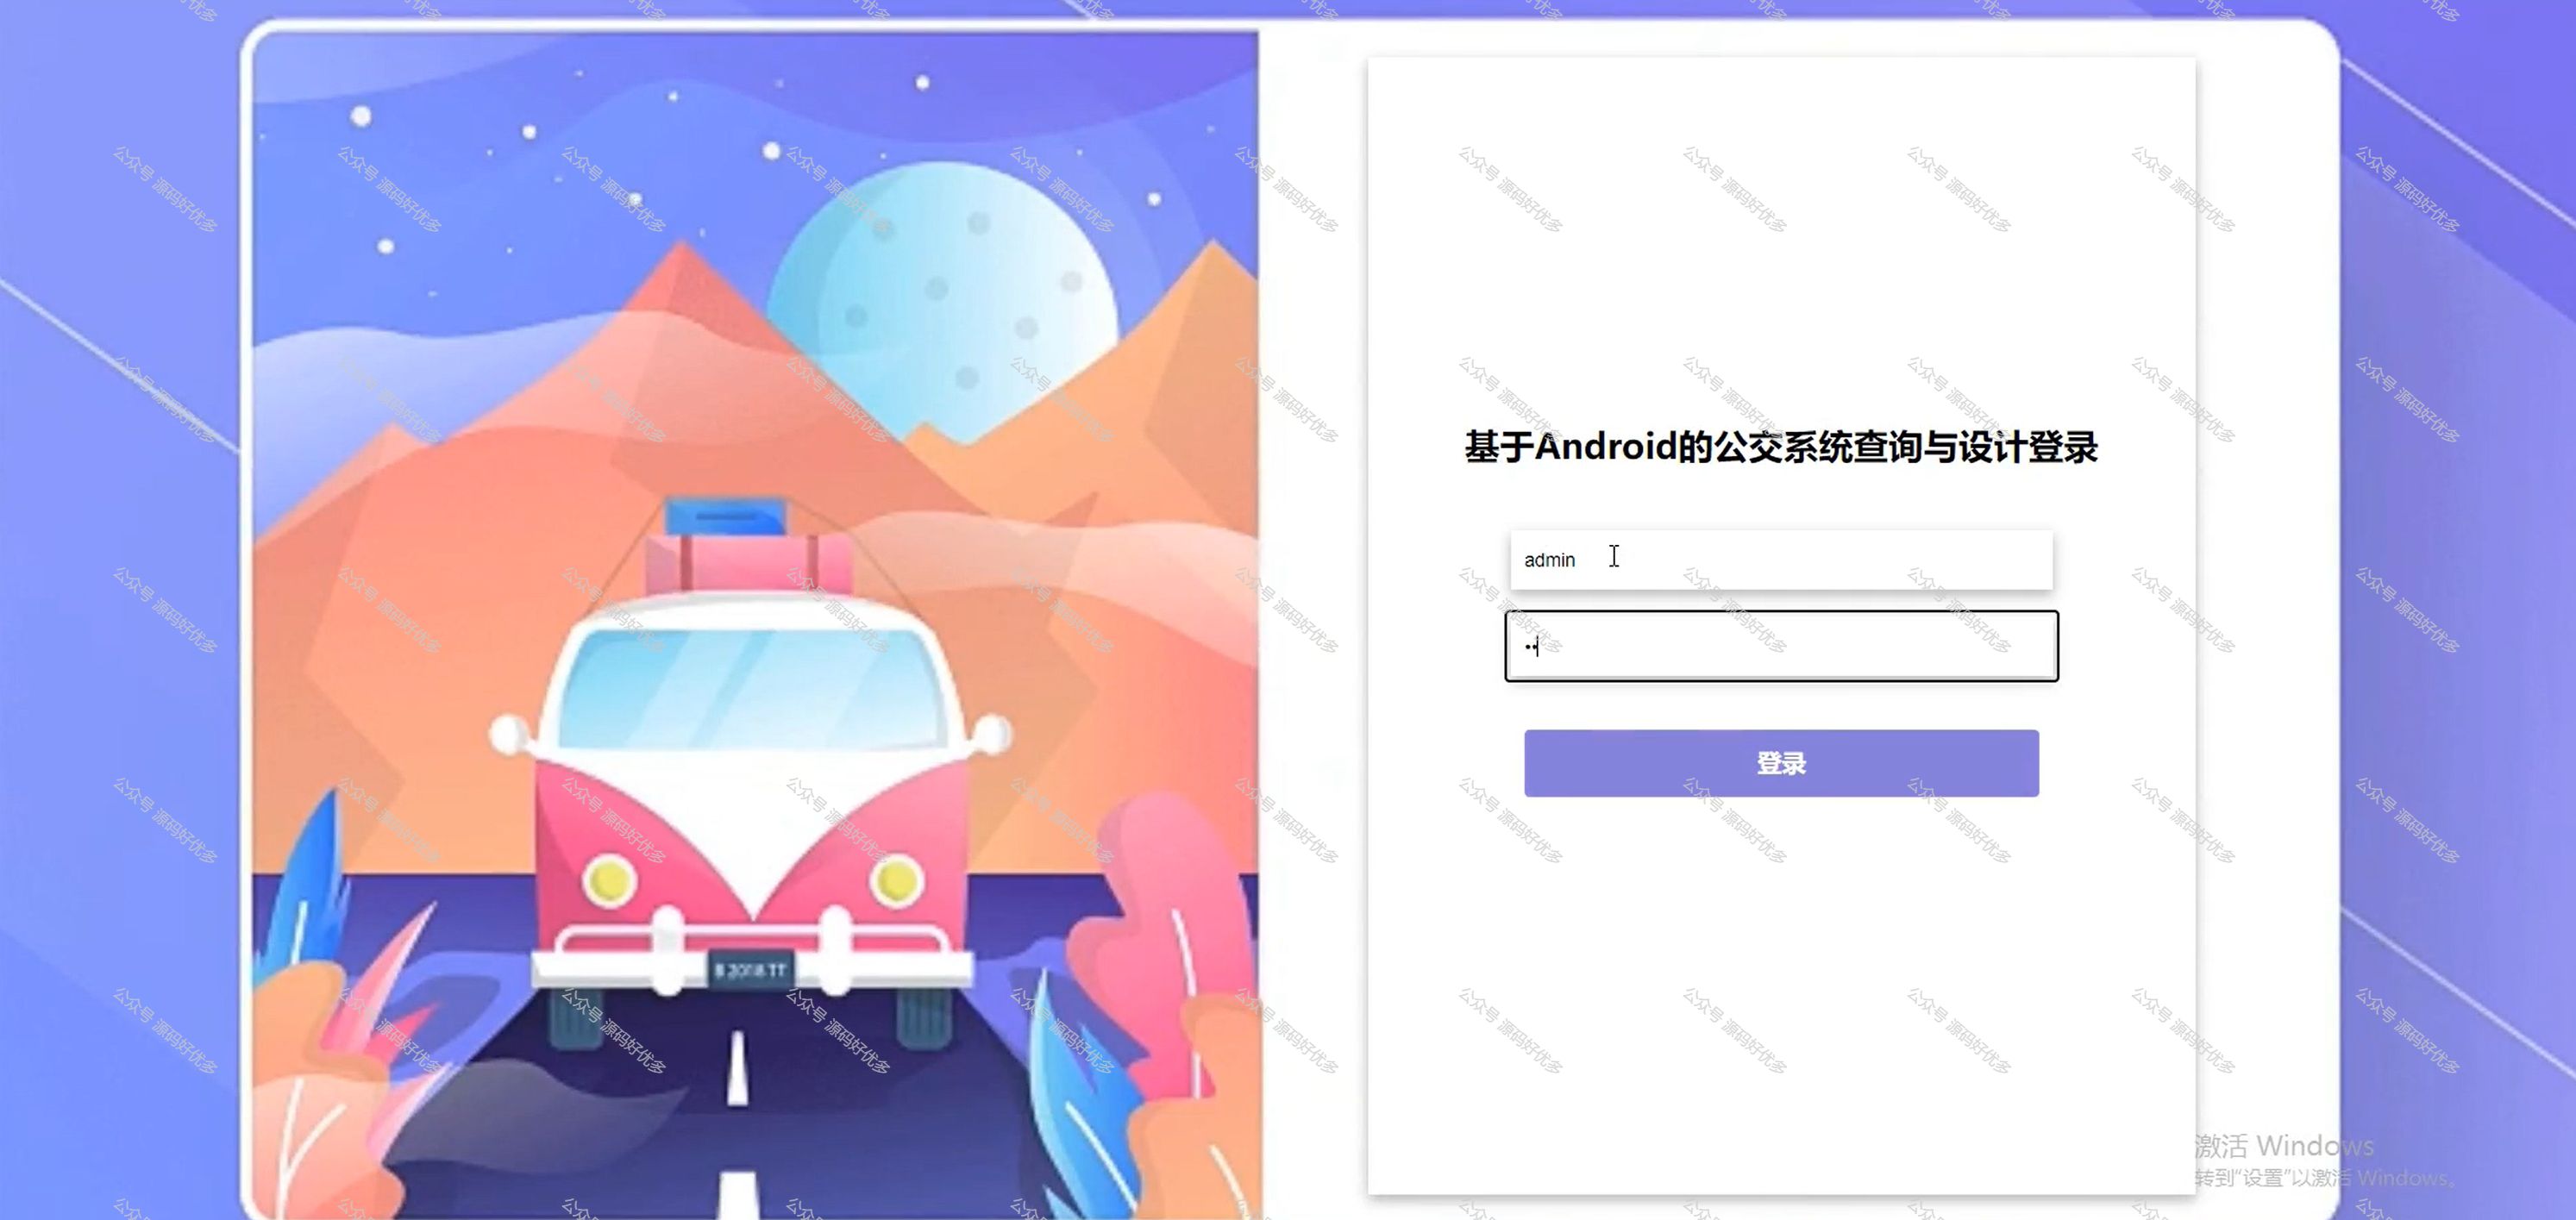 基于Android的公交系统查询与设计登录
admin
••
登录
B 2018 TT
激活 Windows
转到"设置"以激活 Windows。
公众号 源码好优多